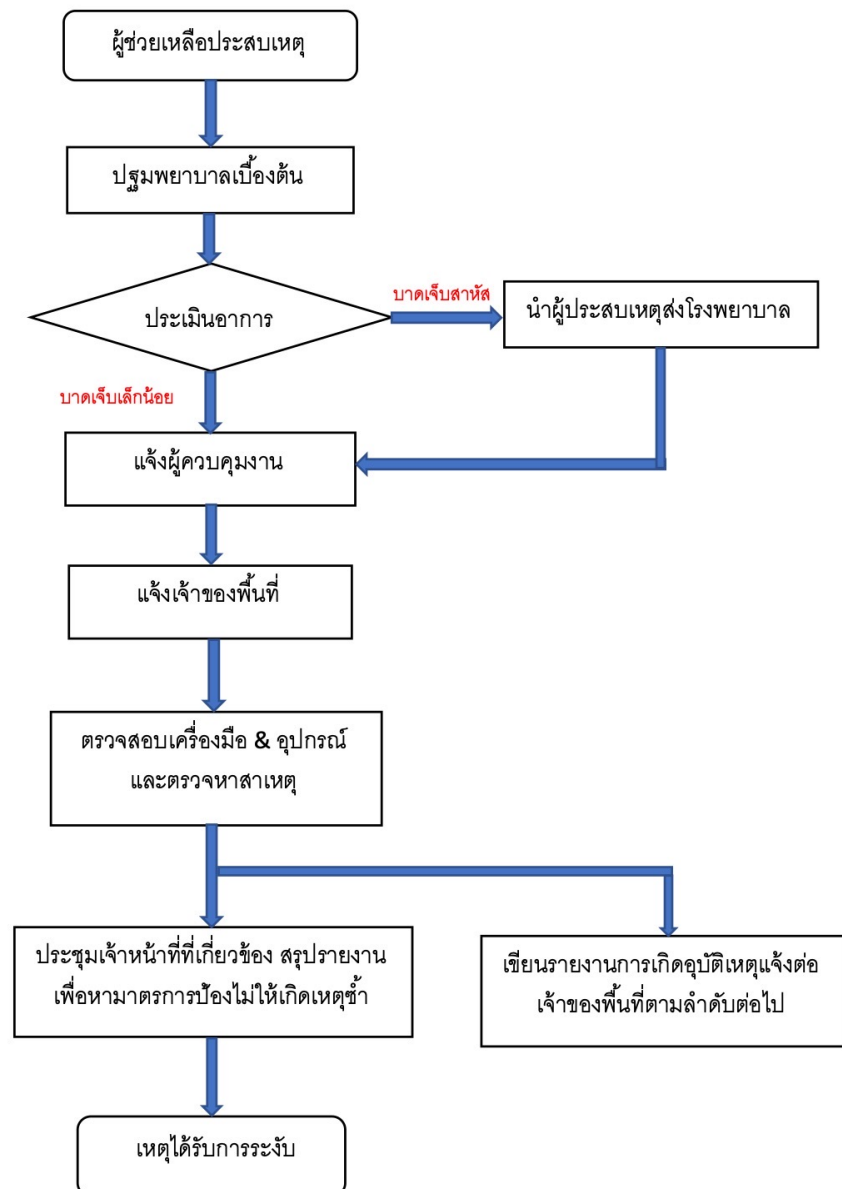 ผู้ช่วยเหลือประสบเหตุ
ปฐมพยาบาลเบื้องต้น
ประเมินอาการ
บาดเจ็บสาหัส
นำผู้ประสบเหตุส่งโรงพยาบาล
บาดเจ็บเล็กน้อย
แจ้งผู้ควบคุมงาน
แจ้งเจ้าของพื้นที่
ตรวจสอบเครื่องมือ & อุปกรณ์
และตรวจหาสาเหตุ
ประชุมเจ้าหน้าที่ที่เกี่ยวข้อง สรุปรายงาน
เพื่อหามาตรการป้องไม่ให้เกิดเหตุซ้ำ
เขียนรายงานการเกิดอุบัติเหตุแจ้งต่อ
เจ้าของพื้นที่ตามลำดับต่อไป
เหตุได้รับการระงับ